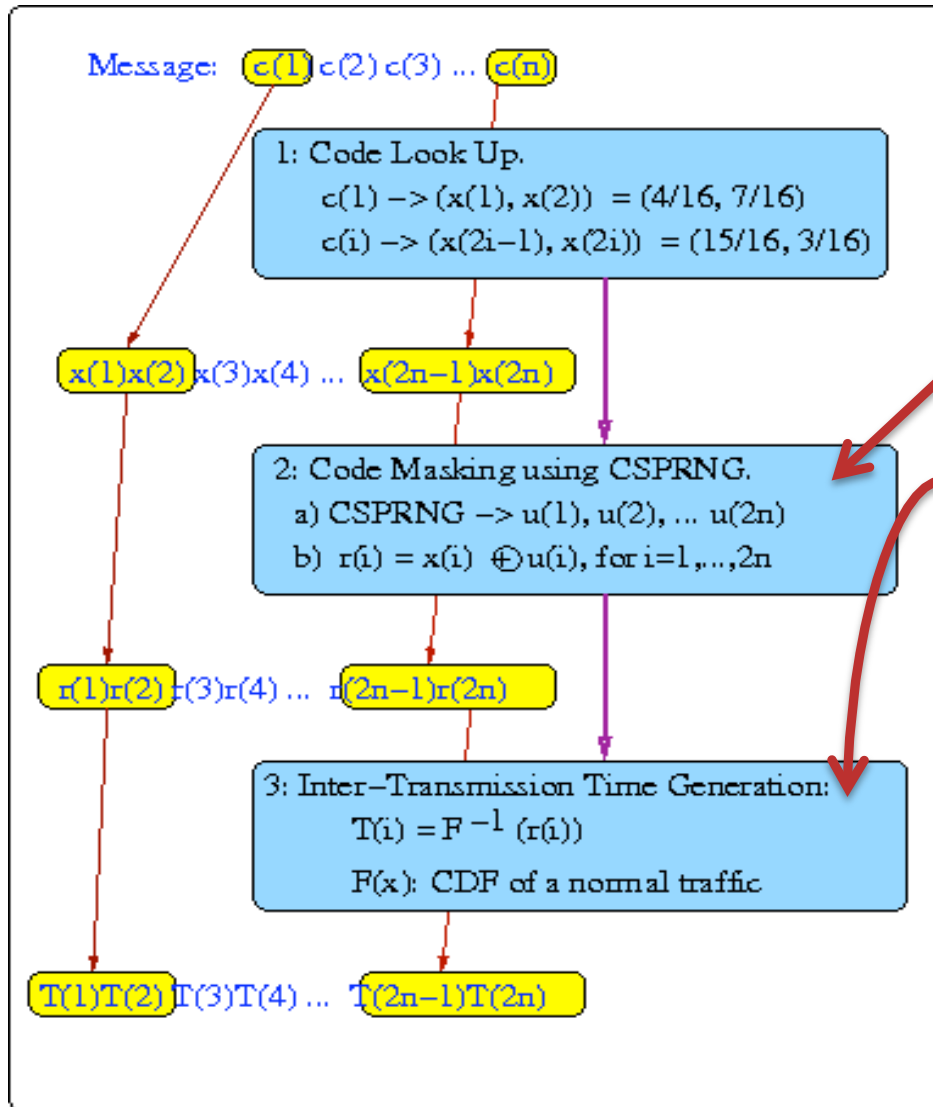 Message: c(1) c(2) c(3) ... c(n)
1: Code Look Up.
c(1) −> (x(1), x(2)) = (4/16, 7/16)
c(i) −> (x(2i−1), x(2i)) = (15/16, 3/16)
x(1)x(2) x(3)x(4) ... x(2n−1)x(2n)
2: Code Masking using CSPRNG.
a) CSPRNG −> u(1), u(2), ... u(2n)
b) r(i) = x(i) ⊕ u(i), for i=1,...,2n
r(1)r(2) r(3)r(4) ... r(2n−1)r(2n)
3: Inter−Transmission Time Generation:
T(i) = F⁻¹ (r(i))
F(x): CDF of a normal traffic
T(1)T(2) T(3)T(4) ... T(2n−1)T(2n)